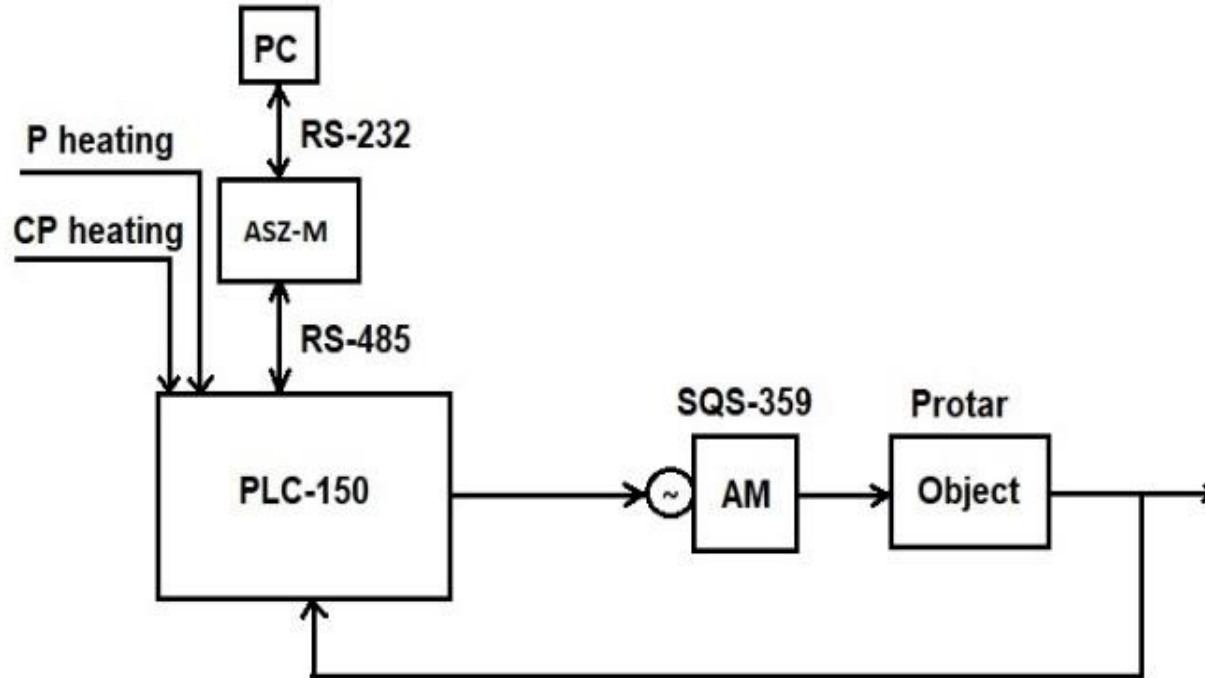 PC
RS-232
P heating
ASZ-M
CP heating
RS-485
SQS-359
Protar
PLC-150
~
AM
Object